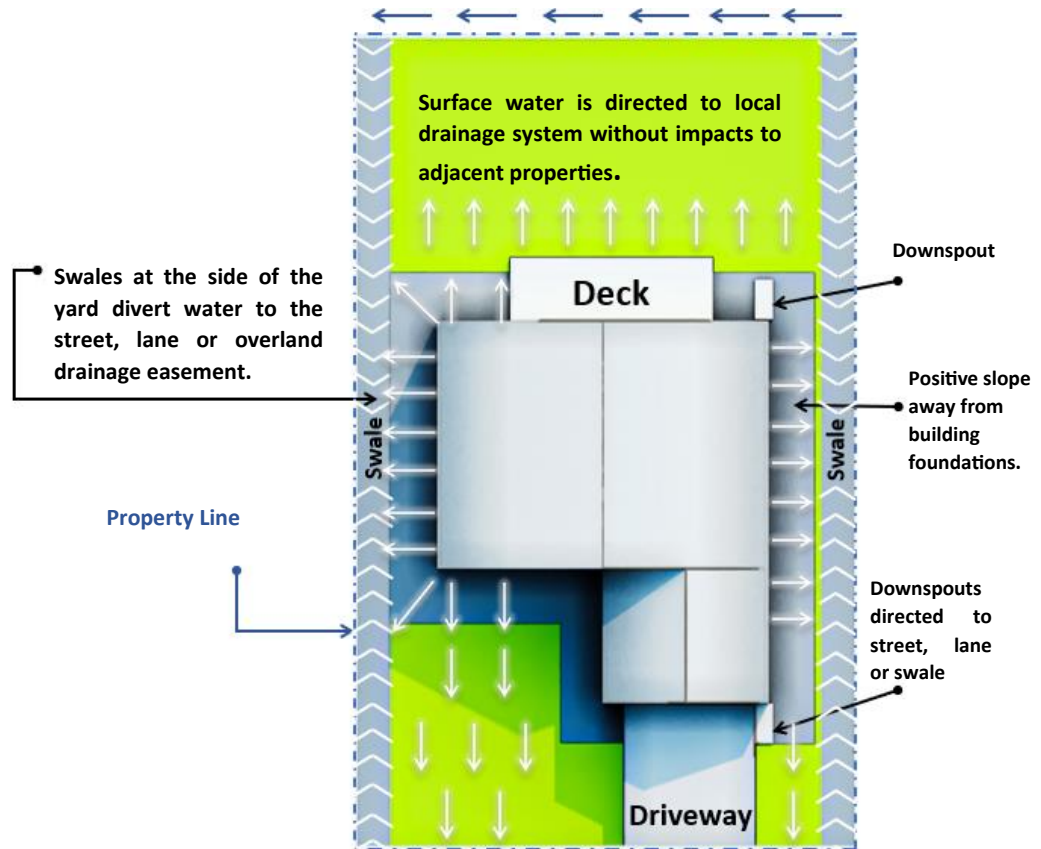 Surface water is directed to local
drainage system without impacts to
adjacent properties.
Downspout
Deck
Swales at the side of the
yard divert water to the
street, lane or overland
drainage easement.
Positive slope
away from
building
foundations.
Swale
Swale
Property Line
Downspouts
directed to
street, lane
or swale
Driveway